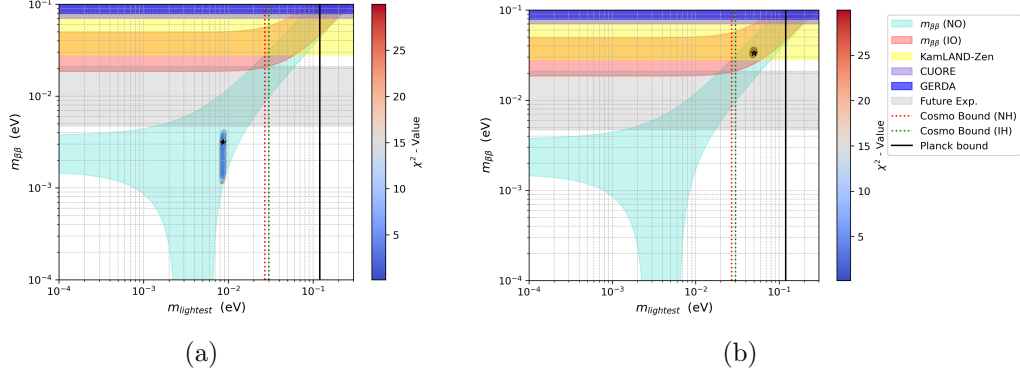 10⁻¹
10⁻²
10⁻³
10⁻⁴
m_ββ (eV)
10⁻⁴
10⁻³
10⁻²
10⁻¹
m_lightest (eV)
25
20
15
10
5
χ² - Value
(a)
10⁻¹
10⁻²
10⁻³
10⁻⁴
m_ββ (eV)
10⁻⁴
10⁻³
10⁻²
10⁻¹
m_lightest (eV)
25
20
15
10
5
χ² - Value
(b)
m_ββ (NO)
m_ββ (IO)
KamLAND-Zen
CUORE
GERDA
Future Exp.
Cosmo Bound (NH)
Cosmo Bound (IH)
Planck bound